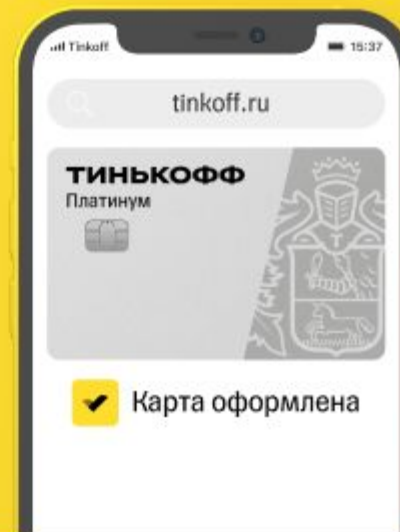 Tinkoff
15:37
tinkoff.ru
ТИНЬКОФФ
Платинум
Карта оформлена